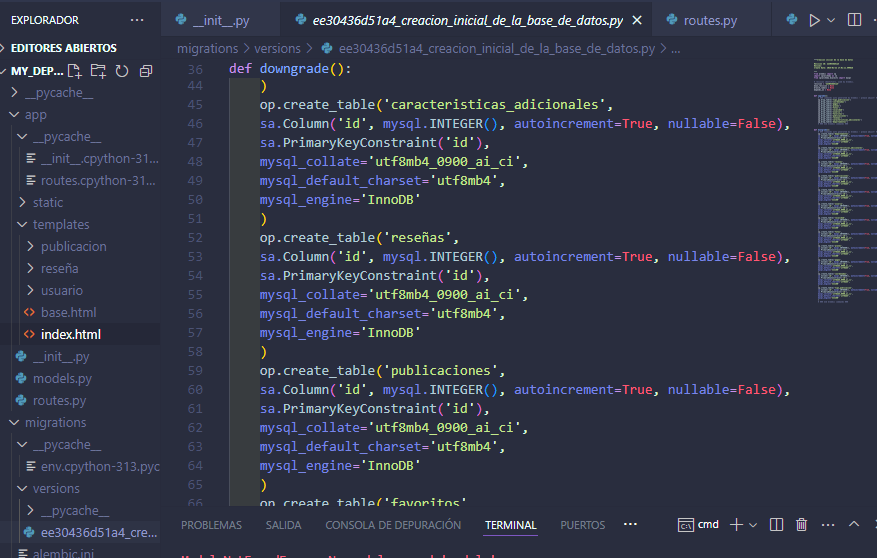 EXPLORADOR
EDITORES ABIERTOS
MY_DEP...
__pycache__
app
__pycache__
__init__.cpython-31...
routes.cpython-31...
static
templates
publicacion
reseña
usuario
base.html
index.html
__init__.py
models.py
routes.py
migrations
__pycache__
env.cpython-313.pyc
versions
__pycache__
ee30436d51a4_cre...
alembic.ini
__init__.py
ee30436d51a4_creacion_inicial_de_la_base_de_datos.py
routes.py
migrations > versions > ee30436d51a4_creacion_inicial_de_la_base_de_datos.py > ...
36 def downgrade():
44 )
45 op.create_table('caracteristicas_adicionales',
46 sa.Column('id', mysql.INTEGER(), autoincrement=True, nullable=False),
47 sa.PrimaryKeyConstraint('id'),
48 mysql_collate='utf8mb4_0900_ai_ci',
49 mysql_default_charset='utf8mb4',
50 mysql_engine='InnoDB'
51 )
52 op.create_table('reseñas',
53 sa.Column('id', mysql.INTEGER(), autoincrement=True, nullable=False),
54 sa.PrimaryKeyConstraint('id'),
55 mysql_collate='utf8mb4_0900_ai_ci',
56 mysql_default_charset='utf8mb4',
57 mysql_engine='InnoDB'
58 )
59 op.create_table('publicaciones',
60 sa.Column('id', mysql.INTEGER(), autoincrement=True, nullable=False),
61 sa.PrimaryKeyConstraint('id'),
62 mysql_collate='utf8mb4_0900_ai_ci',
63 mysql_default_charset='utf8mb4',
64 mysql_engine='InnoDB'
65 )
66 op.create_table('favoritos',
PROBLEMAS SALIDA CONSOLA DE DEPURACIÓN TERMINAL PUERTOS
cmd